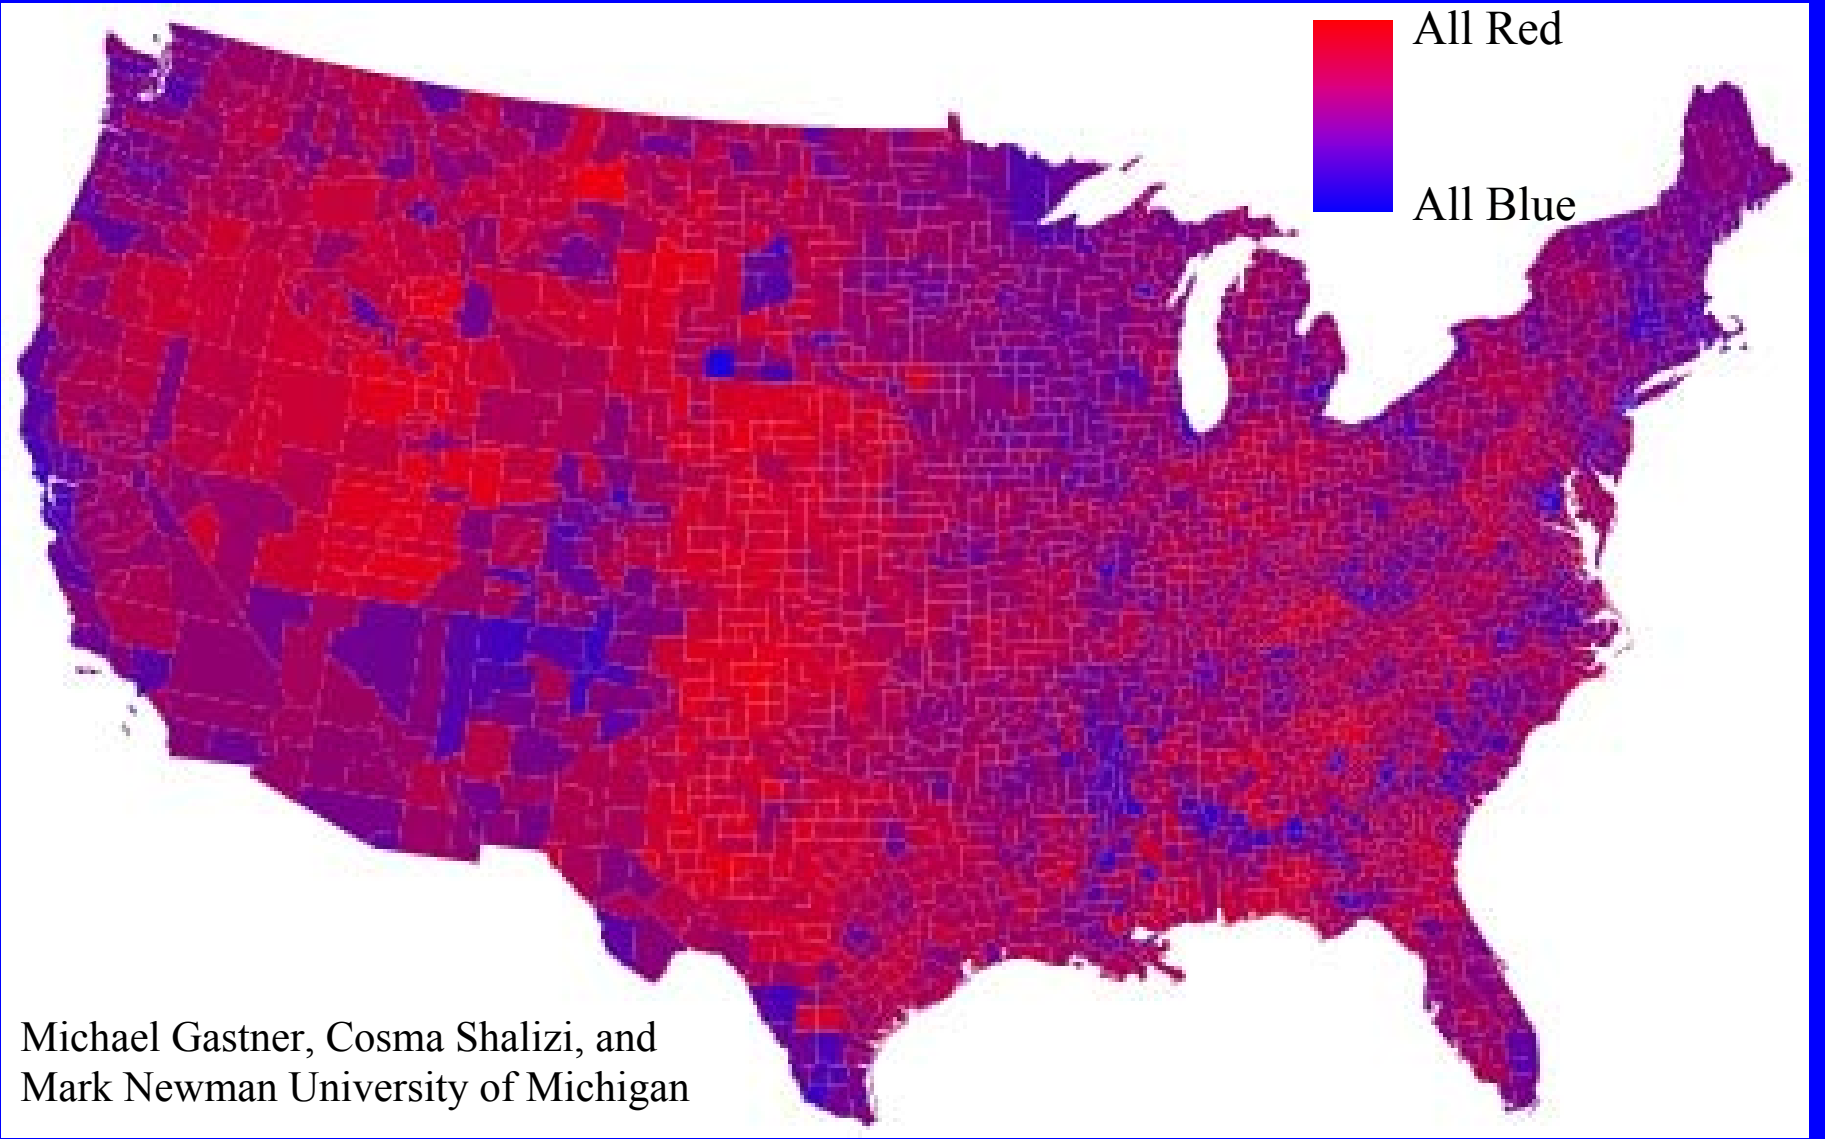 All Red
All Blue
Michael Gastner, Cosma Shalizi, and
Mark Newman University of Michigan